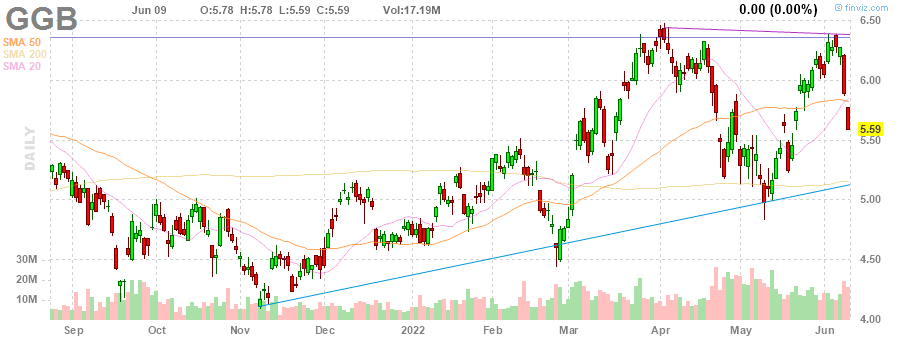 GGB Jun 09 O:5.78 H:5.78 L:5.59 C:5.59 Vol:17.19M 0.00 (0.00%) © finviz.com
SMA 50
SMA 200
SMA 20
DAILY
6.50
6.00
5.59
5.50
5.00
4.50
4.00
30M
20M
10M
Sep Oct Nov Dec 2022 Feb Mar Apr May Jun